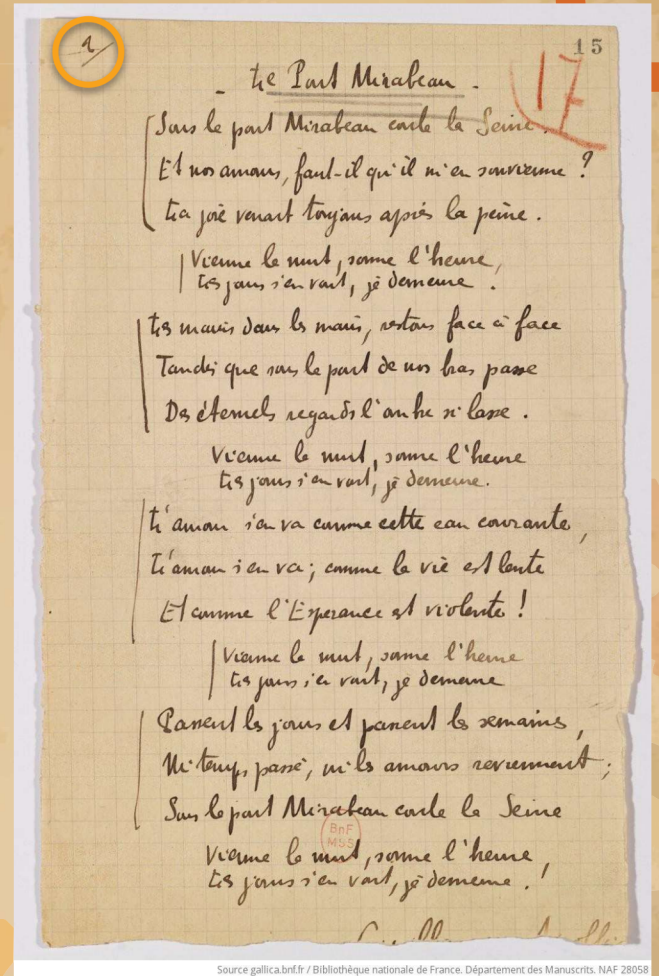 2/
15
17
- Le Pont Mirabeau -
Sous le pont Mirabeau coule la Seine.
Et nos amours, faut-il qu'il m'en souvienne ?
La joie venait toujours après la peine.
Vienne la nuit, sonne l'heure,
Les jours s'en vont, je demeure.
Les mains dans les mains, restons face à face
Tandis que sous le pont de nos bras passe
Des éternels regards l'onde si lasse.
Vienne la nuit, sonne l'heure
Les jours s'en vont, je demeure.
L'amour s'en va comme cette eau courante,
L'amour s'en va ; comme la vie est lente
Et comme l'Espérance est violente !
Vienne la nuit, sonne l'heure
Les jours s'en vont, je demeure
Passent les jours et passent les semaines,
Ni temps passé, ni les amours reviennent ;
Sous le pont Mirabeau coule la Seine
BnF
MSS
Vienne la nuit, sonne l'heure,
Les jours s'en vont, je demeure. !
Source gallica.bnf.fr / Bibliothèque nationale de France. Département des Manuscrits. NAF 28058